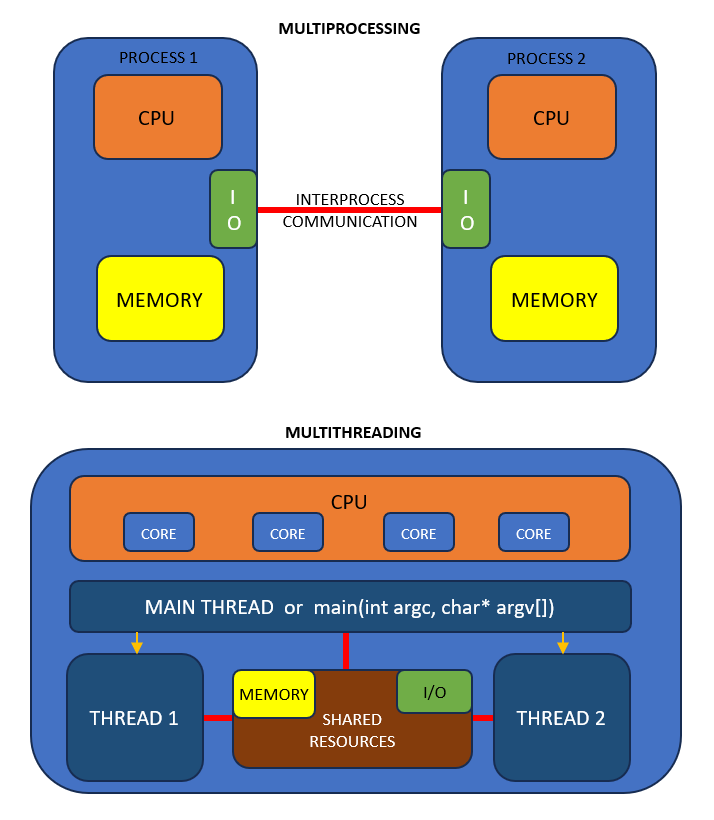 MULTIPROCESSING
PROCESS 1
CPU
I
O
MEMORY
INTERPROCESS
COMMUNICATION
PROCESS 2
CPU
I
O
MEMORY
MULTITHREADING
CPU
CORE
CORE
CORE
CORE
MAIN THREAD or main(int argc, char* argv[])
THREAD 1
MEMORY
I/O
SHARED
RESOURCES
THREAD 2